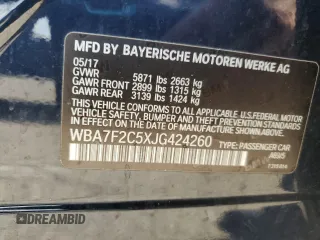 MFD BY BAYERISCHE MOTOREN WERKE AG
05/17
GVWR 5871 lbs 2663 kg
GAWR FRONT 2899 lbs 1315 kg
GAWR REAR 3139 lbs 1424 kg
THIS VEHICLE CONFORMS TO ALL APPLICABLE U.S. FEDERAL MOTOR
VEHICLE SAFETY, BUMPER, AND THEFT PREVENTION STANDARDS
IN EFFECT ON THE DATE OF MANUFACTURE SHOWN ABOVE.
WBA7F2C5XJG424260
TYPE: PASSENGER CAR
©DEAMBID